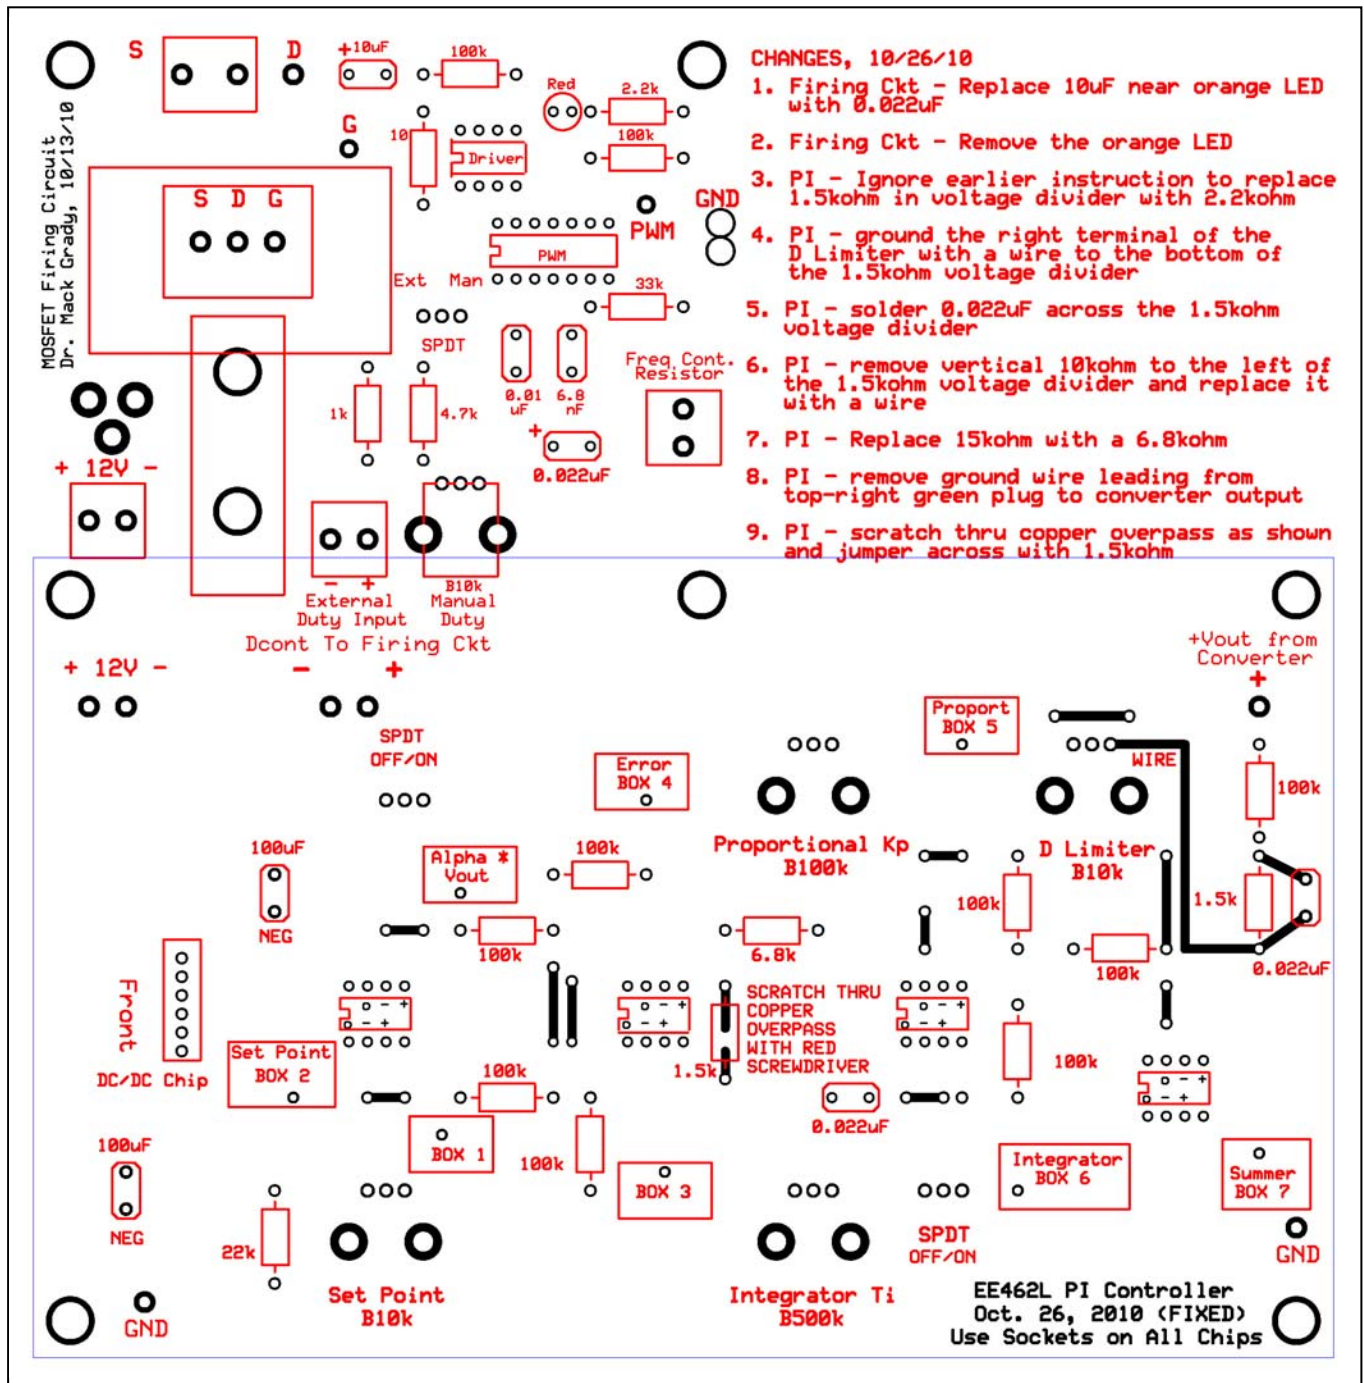 MOSFET Firing Circuit
Dr. Mack Grady, 10/13/10
S
D
+10uF
100k
G
10
Driver
Red
2.2k
100k
S D G
PWM
GND
PWM
Ext Man
33k
SPDT
1k
4.7k
0.01
uF
6.8
nF
Freq Cont.
Resistor
+
0.022uF
+ 12V -
- +
External
Duty Input
B10k
Manual
Duty
CHANGES, 10/26/10
1. Firing Ckt - Replace 10uF near orange LED
with 0.022uF
2. Firing Ckt - Remove the orange LED
3. PI - Ignore earlier instruction to replace
1.5kohm in voltage divider with 2.2kohm
4. PI - ground the right terminal of the
D Limiter with a wire to the bottom of
the 1.5kohm voltage divider
5. PI - solder 0.022uF across the 1.5kohm
voltage divider
6. PI - remove vertical 10kohm to the left of
the 1.5kohm voltage divider and replace it
with a wire
7. PI - Replace 15kohm with a 6.8kohm
8. PI - remove ground wire leading from
top-right green plug to converter output
9. PI - scratch thru copper overpass as shown
and jumper across with 1.5kohm
Dcont To Firing Ckt
- +
+ 12V -
SPDT
OFF/ON
+Vout from
Converter
+
Proport
BOX 5
WIRE
Error
BOX 4
100k
Proportional Kp
B100k
D Limiter
B10k
100uF
NEG
Alpha *
Vout
100k
100k
6.8k
100k
100k
1.5k
0.022uF
Front
DC/DC Chip
- +
- +
- +
- +
- +
- +
SCRATCH THRU
COPPER
OVERPASS
WITH RED
SCREWDRIVER
1.5k
Set Point
BOX 2
100k
100k
- +
- +
0.022uF
100uF
NEG
BOX 1
100k
BOX 3
Integrator
BOX 6
Summer
BOX 7
22k
SPDT
OFF/ON
GND
Set Point
B10k
Integrator Ti
B500k
GND
EE462L PI Controller
Oct. 26, 2010 (FIXED)
Use Sockets on All Chips